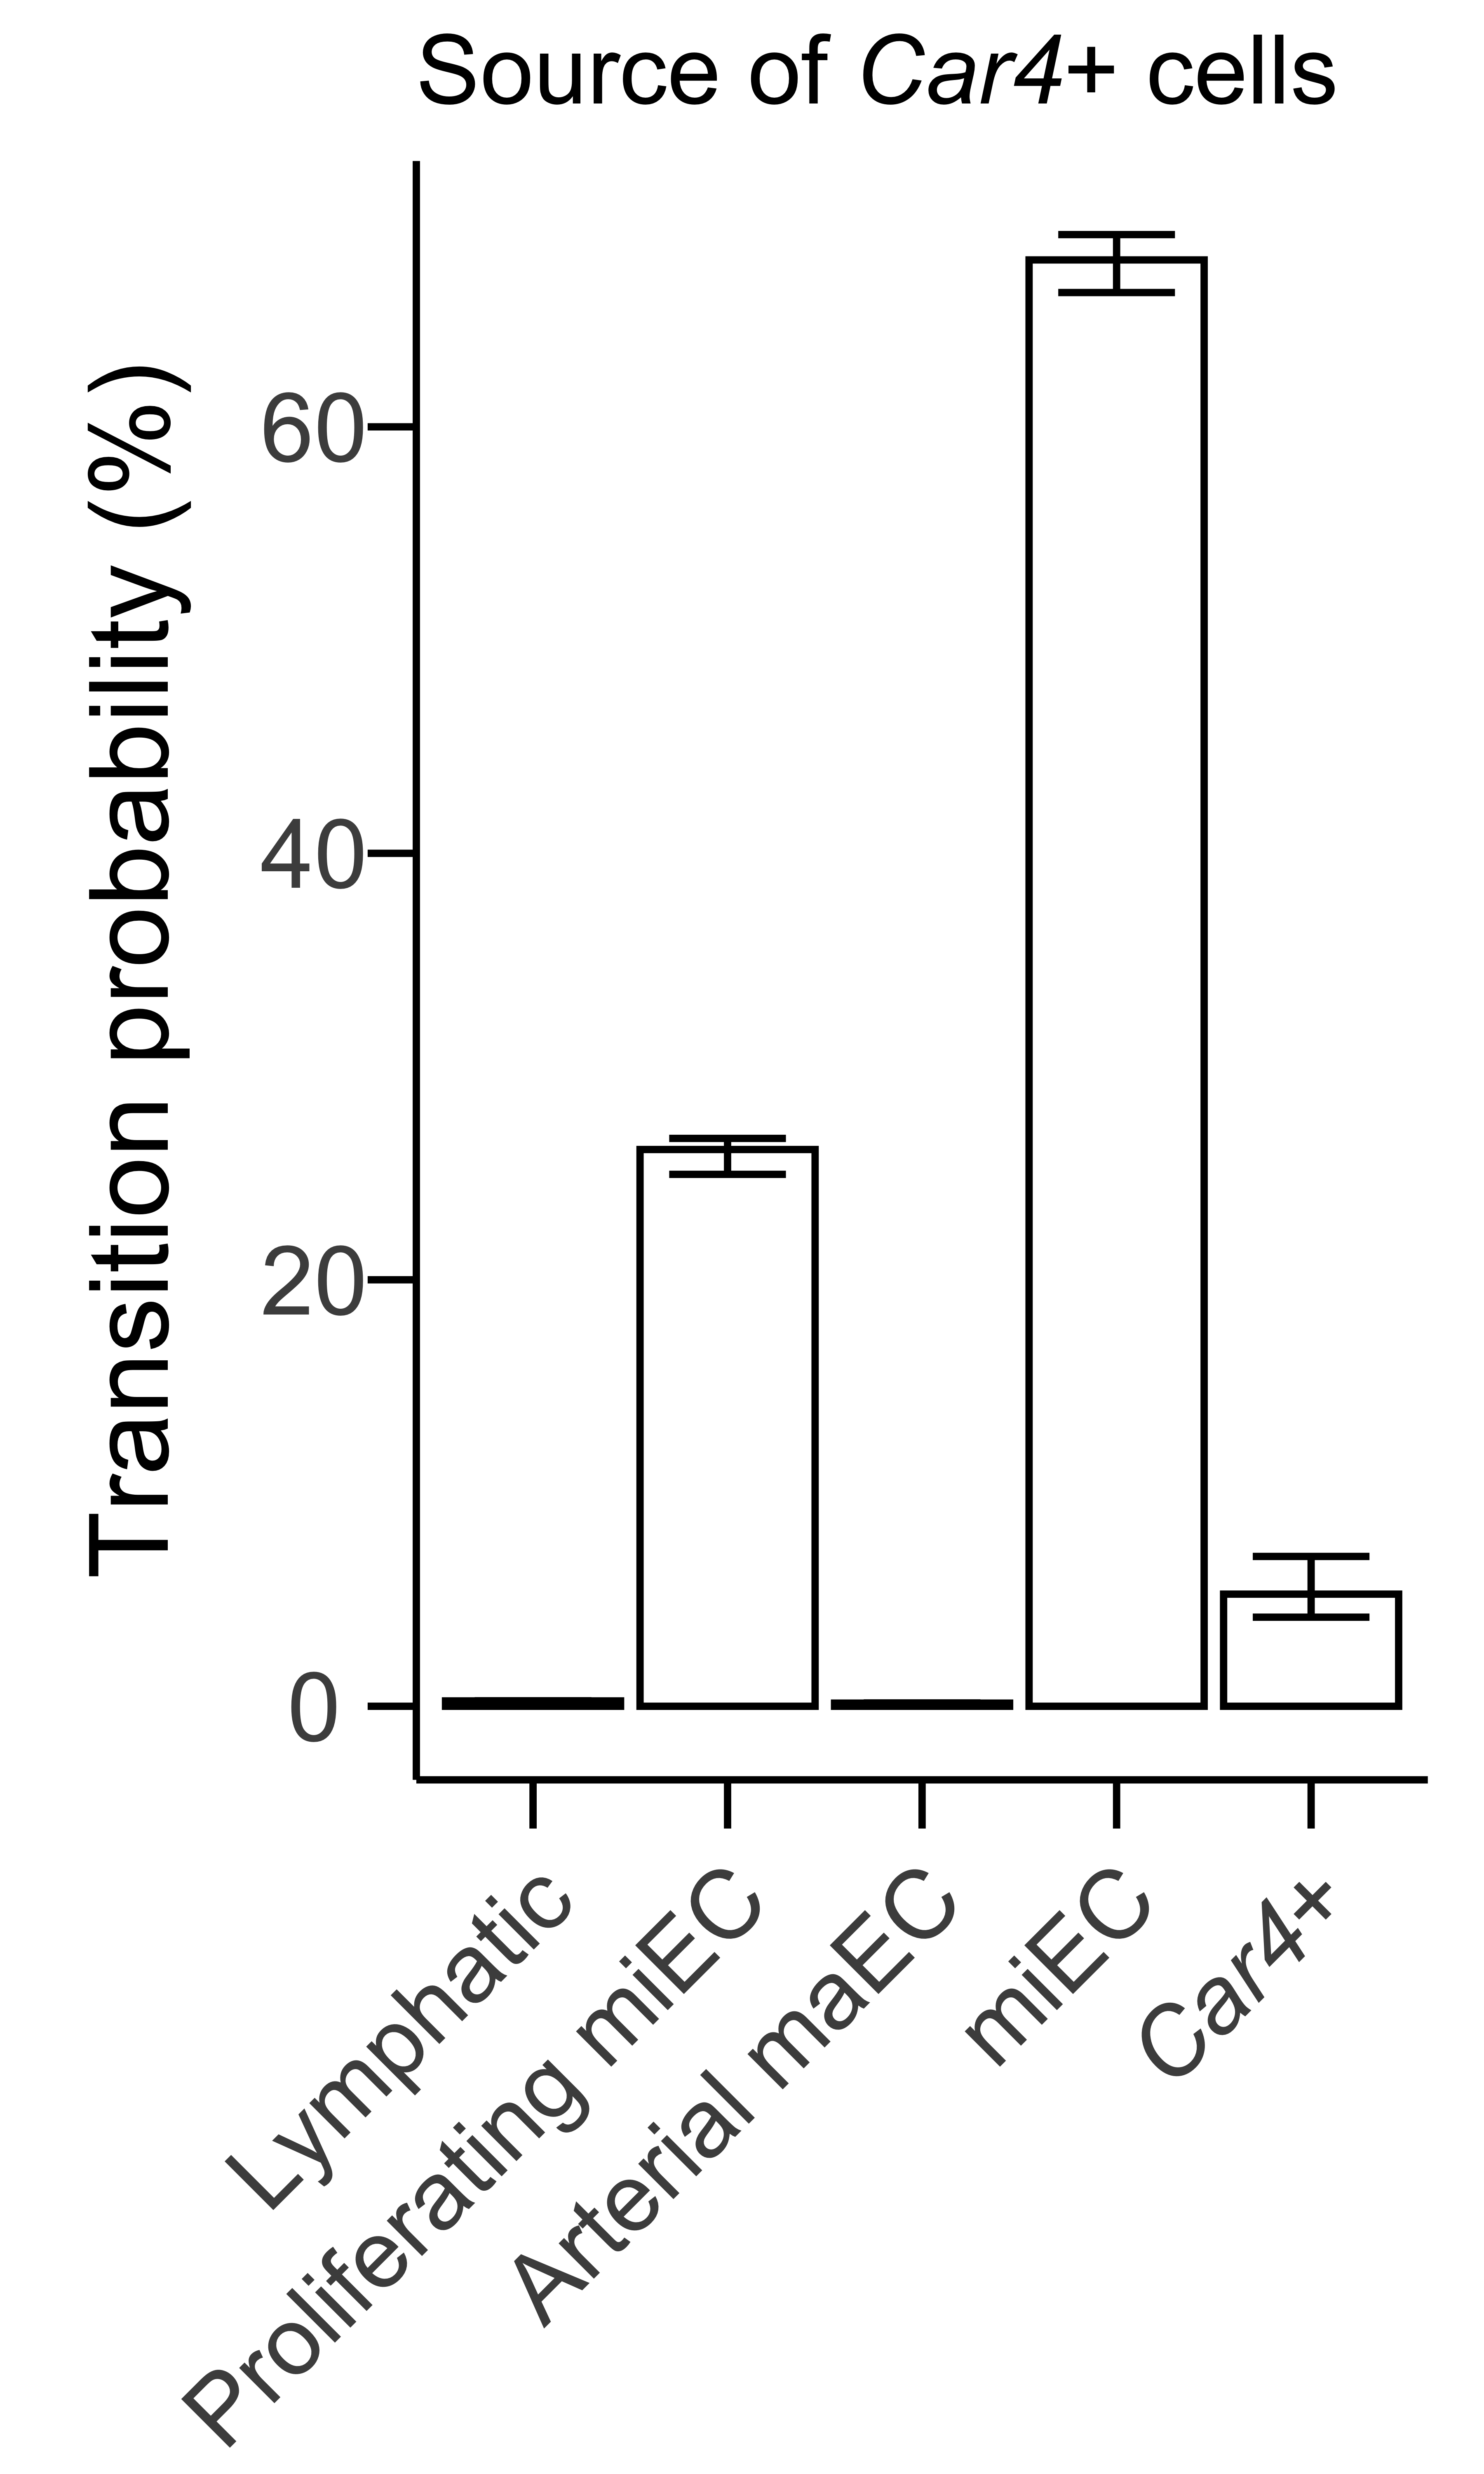 Source of Car4+ cells
Transition probability (%)
60
40
20
0
Lymphatic
Proliferating miEC
Arterial maEC
miEC
Car4+